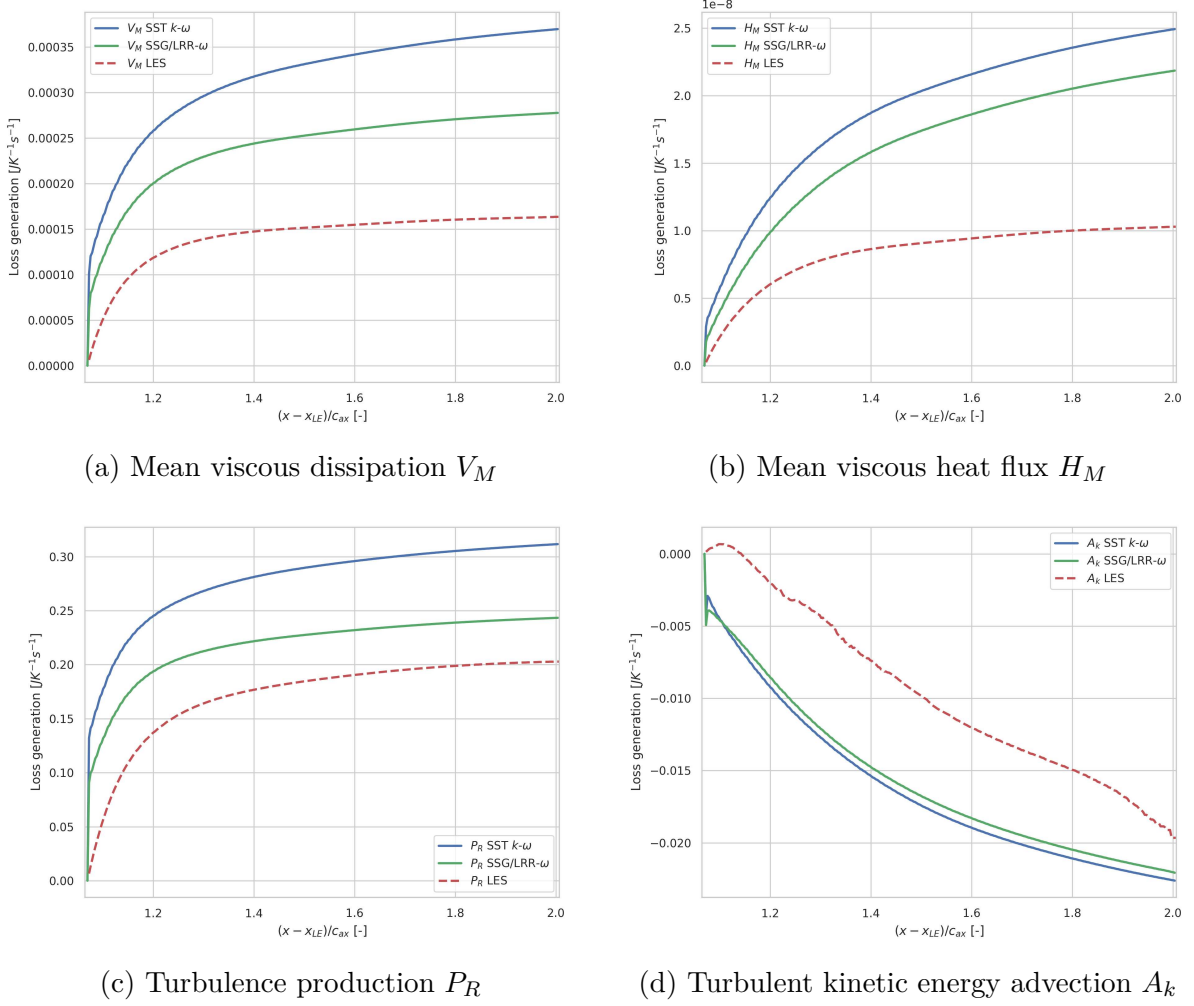 V_M SST k-ω
V_M SSG/LRR-ω
V_M LES
0.00035
0.00030
0.00025
0.00020
0.00015
0.00010
0.00005
0.00000
Loss generation [JK⁻¹s⁻¹]
1.2 1.4 1.6 1.8 2.0
(x − x_LE)/c_ax [-]
(a) Mean viscous dissipation V_M
1e−8
H_M SST k-ω
H_M SSG/LRR-ω
H_M LES
2.5
2.0
1.5
1.0
0.5
0.0
Loss generation [JK⁻¹s⁻¹]
1.2 1.4 1.6 1.8 2.0
(x − x_LE)/c_ax [-]
(b) Mean viscous heat flux H_M
0.30
0.25
0.20
0.15
0.10
0.05
0.00
Loss generation [JK⁻¹s⁻¹]
P_R SST k-ω
P_R SSG/LRR-ω
P_R LES
1.2 1.4 1.6 1.8 2.0
(x − x_LE)/c_ax [-]
(c) Turbulence production P_R
A_k SST k-ω
A_k SSG/LRR-ω
A_k LES
0.000
−0.005
−0.010
−0.015
−0.020
Loss generation [JK⁻¹s⁻¹]
1.2 1.4 1.6 1.8 2.0
(x − x_LE)/c_ax [-]
(d) Turbulent kinetic energy advection A_k